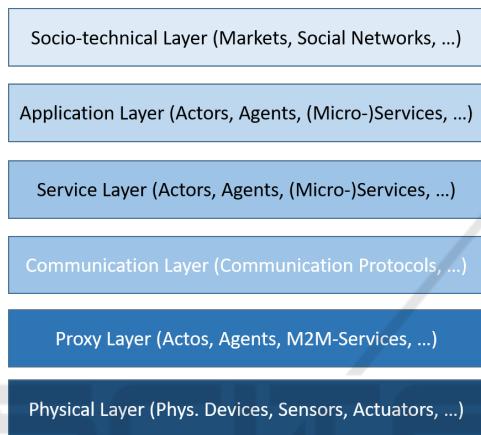 Socio-technical Layer (Markets, Social Networks, …)
Application Layer (Actors, Agents, (Micro-)Services, …)
Service Layer (Actors, Agents, (Micro-)Services, …)
Communication Layer (Communication Protocols, …)
Proxy Layer (Actos, Agents, M2M-Services, …)
Physical Layer (Phys. Devices, Sensors, Actuators, …)